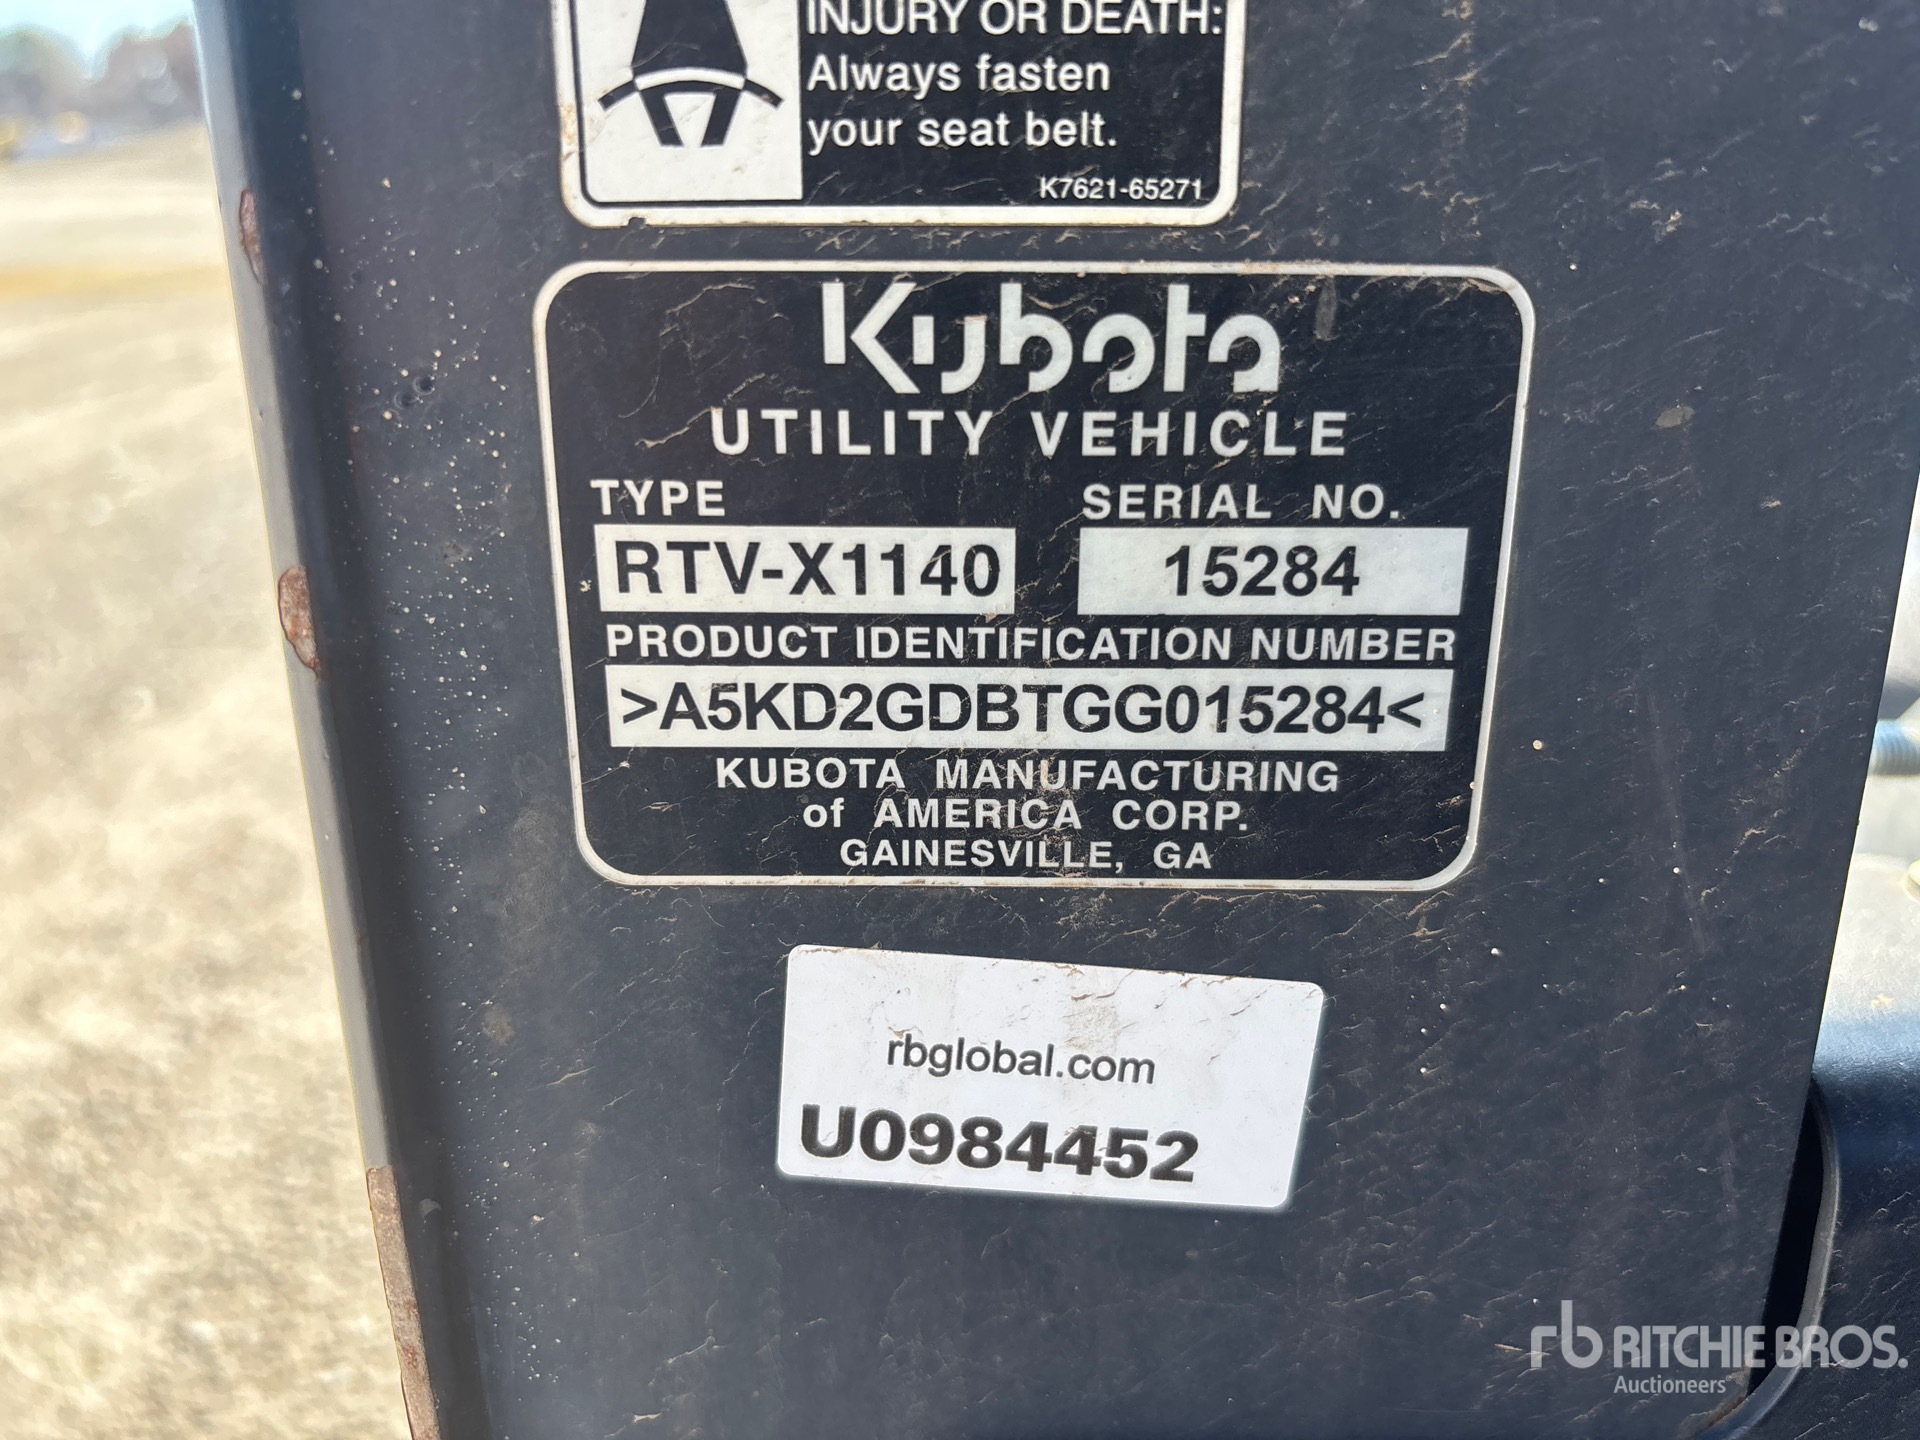 INJURY OR DEATH:
Always fasten
your seat belt.
K7621-65271
Kubota
UTILITY VEHICLE
TYPE SERIAL NO.
RTV-X1140 15284
PRODUCT IDENTIFICATION NUMBER
>A5KD2GDBTGG015284<
KUBOTA MANUFACTURING
of AMERICA CORP.
GAINESVILLE, GA
rbglobal.com
U0984452
rb RITCHIE BROS.
Auctioneers